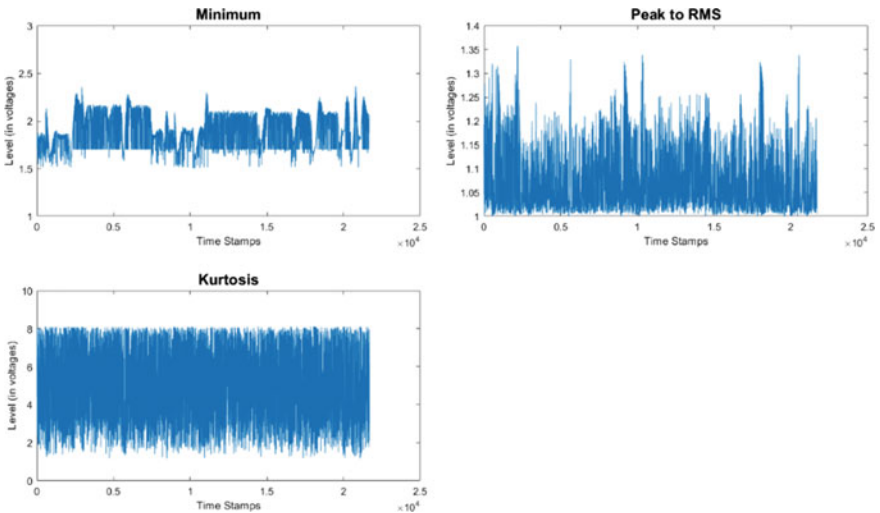 Minimum
3
2.5
2
1.5
1
Level (in voltages)
0 0.5 1 1.5 2 2.5
Time Stamps
×10⁴
Peak to RMS
1.4
1.35
1.3
1.25
1.2
1.15
1.1
1.05
1
Level (in voltages)
0 0.5 1 1.5 2 2.5
Time Stamps
×10⁴
Kurtosis
10
8
6
4
2
0
Level (in voltages)
0 0.5 1 1.5 2 2.5
Time Stamps
×10⁴